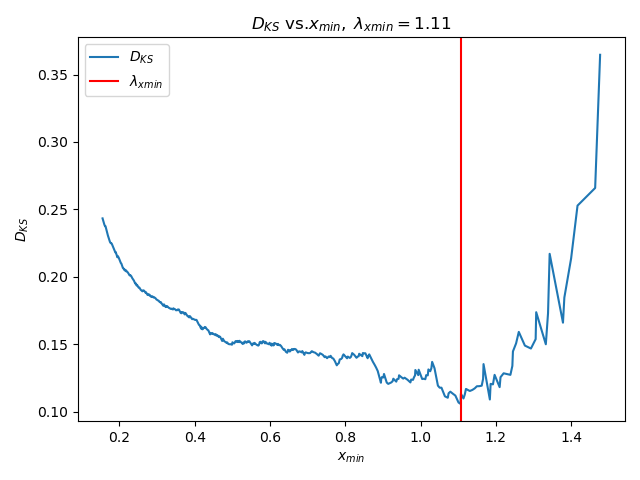 D_KS vs.x_min, λ_xmin = 1.11
D_KS
λ_xmin
0.35
0.30
0.25
0.20
0.15
0.10
D_KS
0.2 0.4 0.6 0.8 1.0 1.2 1.4
x_min